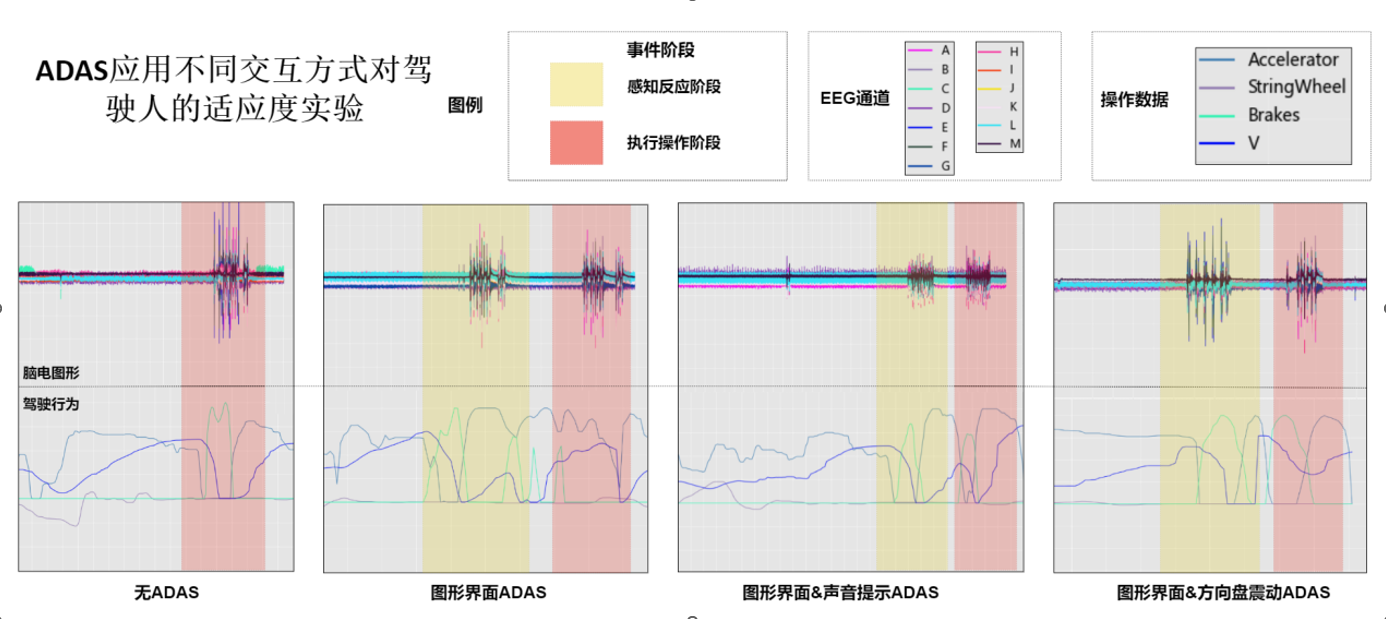 ADAS应用不同交互方式对驾
驶人的适应度实验
图例
事件阶段
感知反应阶段
执行操作阶段
EEG通道
A
B
C
D
E
F
G
H
I
J
K
L
M
操作数据
Accelerator
StringWheel
Brakes
V
脑电图形
驾驶行为
无ADAS
图形界面ADAS
图形界面&声音提示ADAS
图形界面&方向盘震动ADAS